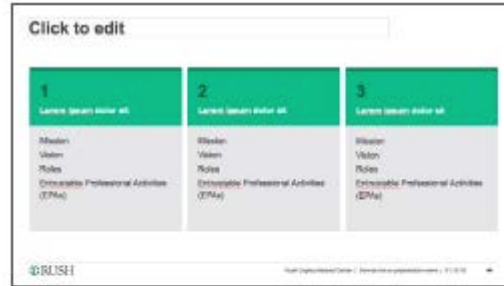 Click to edit
1
Lorem ipsum dolor sit
Mission
Vision
Roles
Entrustable Professional Activities
(EPAs)
2
Lorem ipsum dolor sit
Mission
Vision
Roles
Entrustable Professional Activities
(EPAs)
3
Lorem ipsum dolor sit
Mission
Vision
Roles
Entrustable Professional Activities
(EPAs)
RUSH